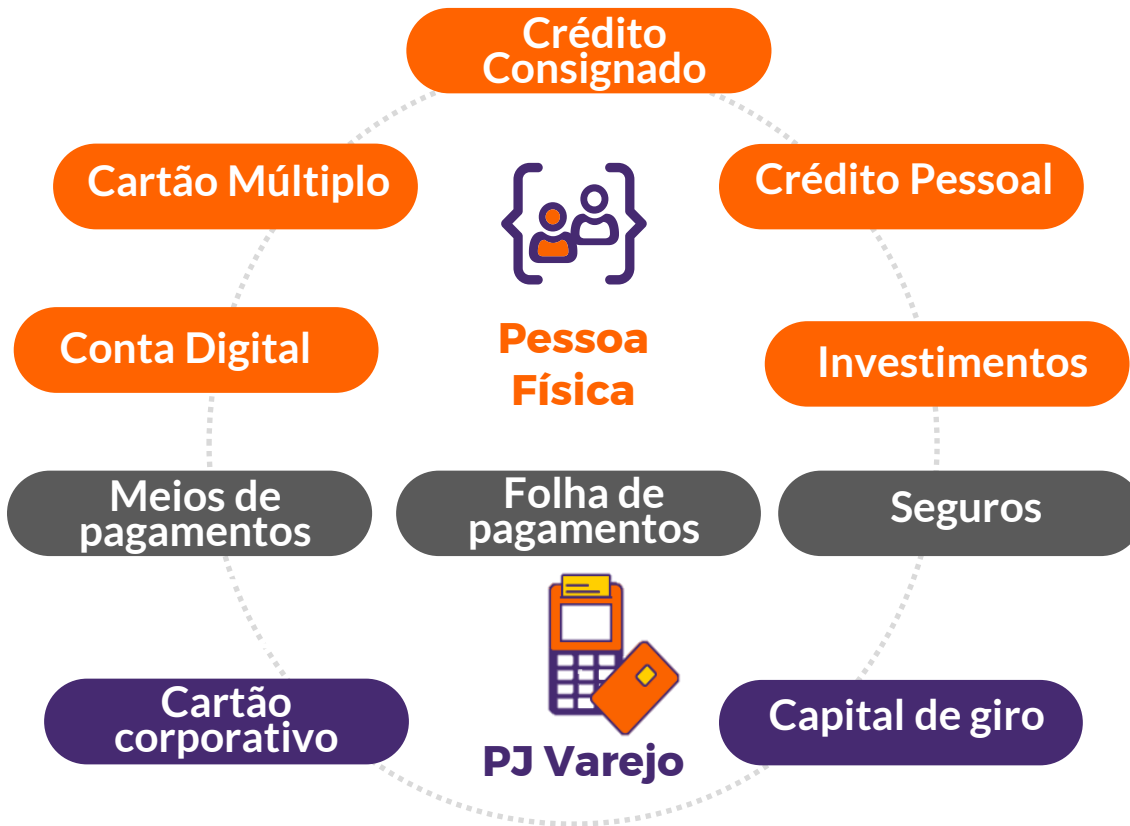 Crédito
Consignado
Cartão Múltiplo
Crédito Pessoal
Pessoa
Física
Conta Digital
Investimentos
Meios de
pagamentos
Folha de
pagamentos
Seguros
Cartão
corporativo
PJ Varejo
Capital de giro